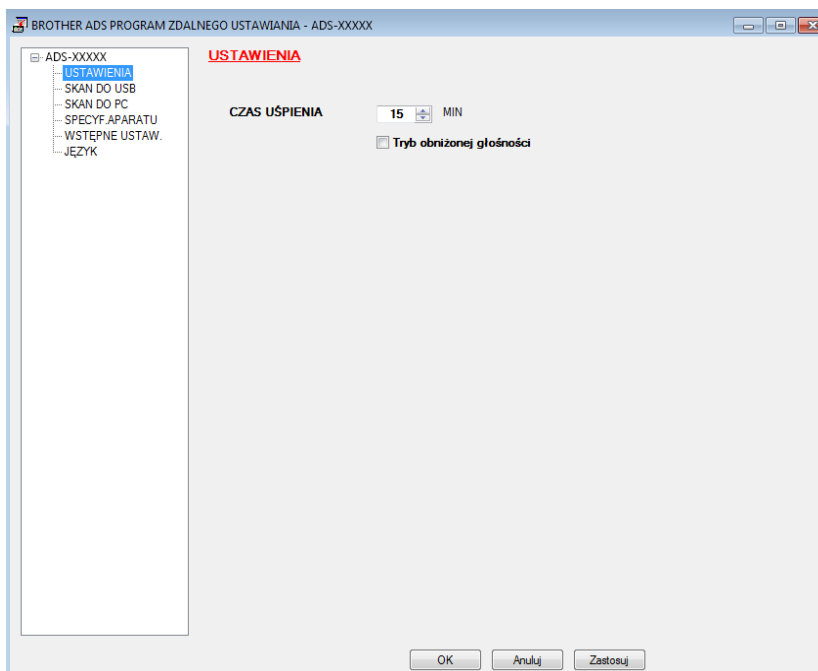 BROTHER ADS PROGRAM ZDALNEGO USTAWIANIA - ADS-XXXXX
ADS-XXXXX
USTAWIENIA
SKAN DO USB
SKAN DO PC
SPECYF.APARATU
WSTĘPNE USTAW.
JĘZYK
USTAWIENIA
CZAS UŚPIENIA 15 MIN
Tryb obniżonej głośności
OK Anuluj Zastosuj